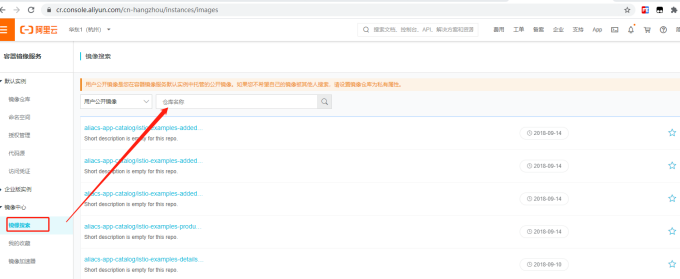 cr.console.aliyun.com/cn-hangzhou/instances/images
阿里云
华东1（杭州）
搜索文档、控制台、API、解决方案和资源
费用
工单
备案
企业
支持
App
容器镜像服务
镜像搜索
默认实例
用户公开镜像是指在容器镜像服务默认实例中托管的公开镜像。如果您不希望自己的镜像被其他人搜索，请设置镜像仓库为私有属性。
镜像仓库
用户公开镜像
仓库名称
命名空间
授权管理
aliacs-app-catalog/istio-examples-added...
Short description is empty for this repo.
2018-09-14
代码源
访问凭证
aliacs-app-catalog/istio-examples-added...
Short description is empty for this repo.
2018-09-14
企业版实例
aliacs-app-catalog/istio-examples-added...
Short description is empty for this repo.
2018-09-14
镜像中心
镜像搜索
aliacs-app-catalog/istio-examples-produ...
Short description is empty for this repo.
2018-09-14
我的收藏
镜像加速器
aliacs-app-catalog/istio-examples-details...
Short description is empty for this repo.
2018-09-10